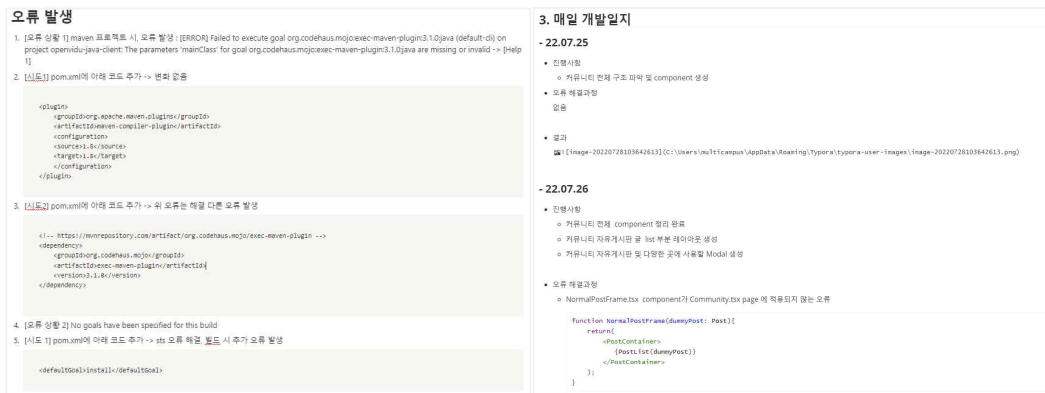 오류 발생
1. [오류 상황 1] maven 프로젝트 시, 오류 발생 : [ERROR] Failed to execute goal org.codehaus.mojo:exec-maven-plugin:3.1.0:java (default-cli) on
project openvidu-java-client: The parameters 'mainClass' for goal org.codehaus.mojo:exec-maven-plugin:3.1.0:java are missing or invalid -> [Help
1]
2. [시도1] pom.xml에 아래 코드 추가 -> 변화 없음
<plugin>
<groupId>org.apache.maven.plugins</groupId>
<artifactId>maven-compiler-plugin</artifactId>
<configuration>
<source>1.8</source>
<target>1.8</target>
</configuration>
</plugin>
3. [시도2] pom.xml에 아래 코드 추가 -> 위 오류는 해결 다른 오류 발생
<!-- https://mvnrepository.com/artifact/org.codehaus.mojo/exec-maven-plugin -->
<dependency>
<groupId>org.codehaus.mojo</groupId>
<artifactId>exec-maven-plugin</artifactId>
<version>3.1.0</version>
</dependency>
4. [오류 상황 2] No goals have been specified for this build
5. [시도 1] pom.xml에 아래 코드 추가 -> sts 오류 해결, 빌드 시 추가 오류 발생
<defaultGoal>install</defaultGoal>
3. 매일 개발일지
- 22.07.25
• 진행사항
○ 커뮤니티 전체 구조 파악 및 component 생성
• 오류 해결과정
없음
• 결과
![image-20220728103642613](C:\Users\multicampus\AppData\Roaming\Typora\typora-user-images\image-20220728103642613.png)
- 22.07.26
• 진행사항
○ 커뮤니티 전체 component 정리 완료
○ 커뮤니티 자유게시판 글 list 부분 레이아웃 생성
○ 커뮤니티 자유게시판 및 다양한 곳에 사용할 Modal 생성
• 오류 해결과정
○ NormalPostFrame.tsx component가 Community.tsx page 에 적용되지 않는 오류
function NormalPostFrame(dummyPost: Post){
return(
<PostContainer>
{PostList(dummyPost)}
</PostContainer>
);
}